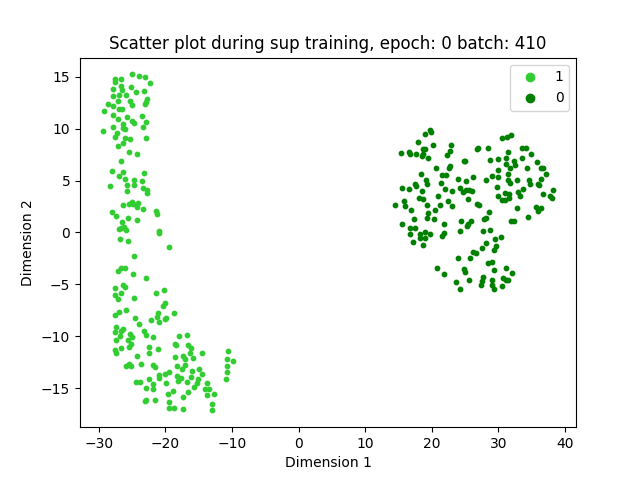 Scatter plot during sup training, epoch: 0 batch: 410
1
0
15
10
5
0
−5
−10
−15
Dimension 2
−30 −20 −10 0 10 20 30 40
Dimension 1